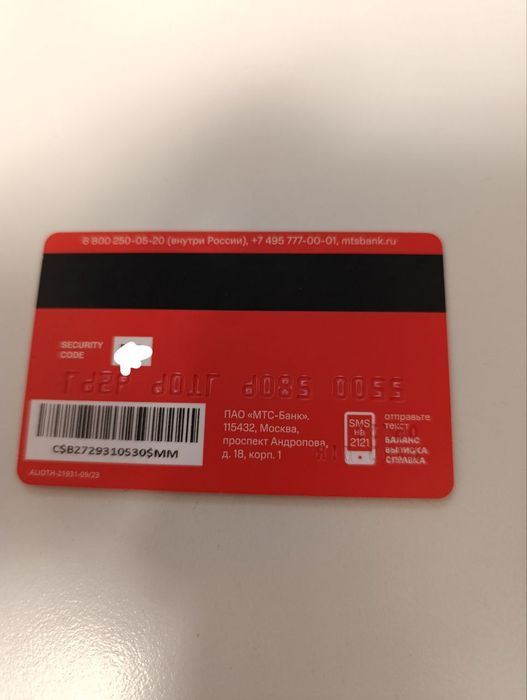 8 800 250-05-20 (внутри России), +7 495 777-00-01, mtsbank.ru
SECURITY
CODE
C$B2729310530$MM
ALIOTH-21931-09/23
ПАО «МТС-Банк».
115432, Москва,
проспект Андропова,
д. 18, корп. 1
SMS
на
2121
отправьте
текст
БАЛАНС
ВЫПИСКА
СПРАВКА